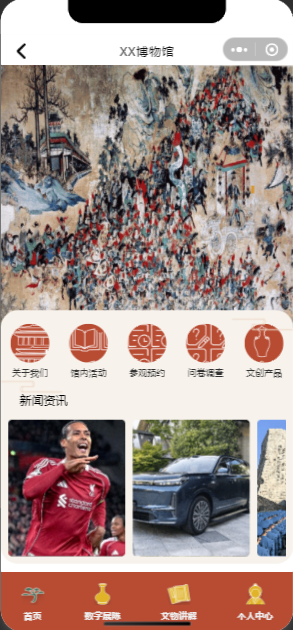 XX博物馆
关于我们
馆内活动
参观预约
问卷调查
文创产品
新闻资讯
首页
数字展陈
文物讲解
个人中心